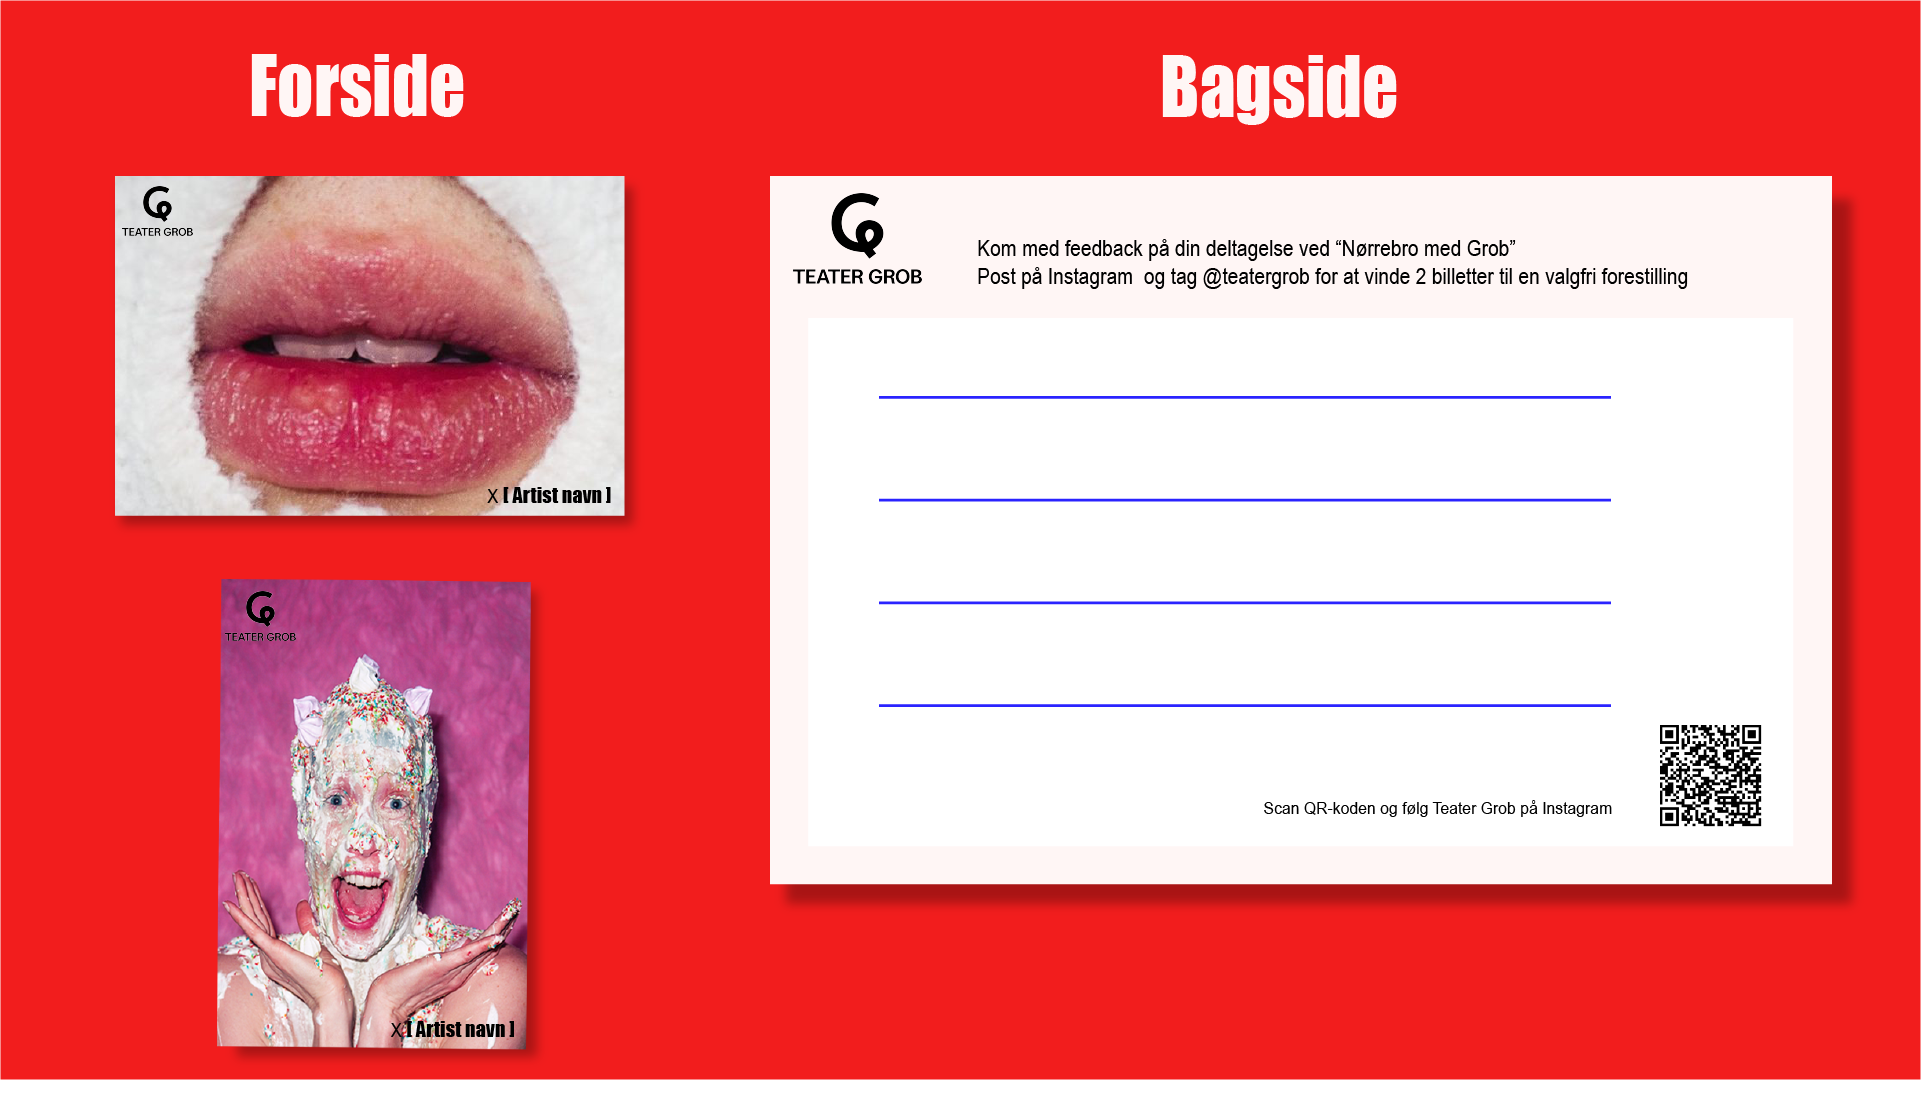 Forside
Bagside
TEATER GROB
X [ Artist navn ]
TEATER GROB
X [ Artist navn ]
TEATER GROB
Kom med feedback på din deltagelse ved “Nørrebro med Grob”
Post på Instagram  og tag @teatergrob for at vinde 2 billetter til en valgfri forestilling
Scan QR-koden og følg Teater Grob på Instagram